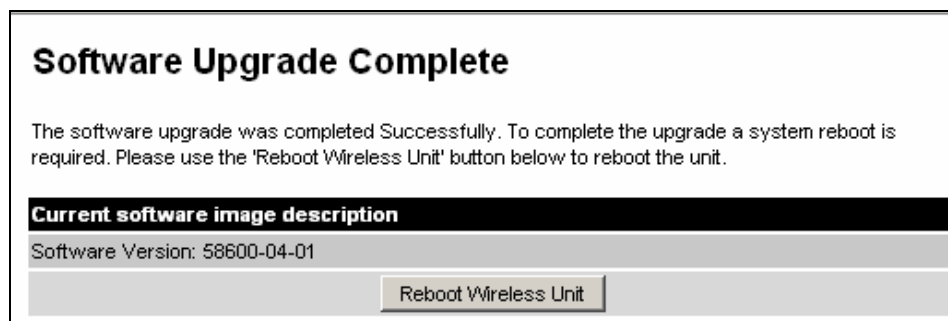 Software Upgrade Complete
The software upgrade was completed Successfully. To complete the upgrade a system reboot is
required. Please use the 'Reboot Wireless Unit' button below to reboot the unit.
Current software image description
Software Version: 58600-04-01
Reboot Wireless Unit